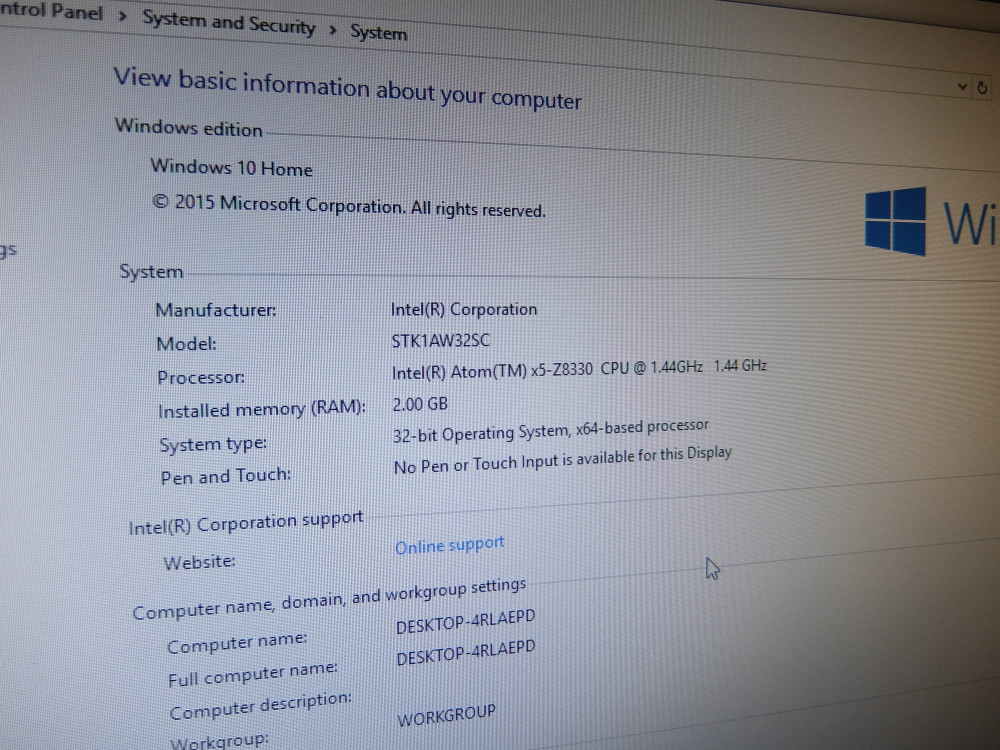 ntrol Panel > System and Security > System
View basic information about your computer
Windows edition
Windows 10 Home
© 2015 Microsoft Corporation. All rights reserved.
Wi
gs
System
Manufacturer: Intel(R) Corporation
Model: STK1AW32SC
Processor: Intel(R) Atom(TM) x5-Z8330 CPU @ 1.44GHz 1.44 GHz
Installed memory (RAM): 2.00 GB
System type: 32-bit Operating System, x64-based processor
Pen and Touch: No Pen or Touch Input is available for this Display
Intel(R) Corporation support
Website: Online support
Computer name, domain, and workgroup settings
Computer name: DESKTOP-4RLAEPD
Full computer name: DESKTOP-4RLAEPD
Computer description:
Workgroup: WORKGROUP